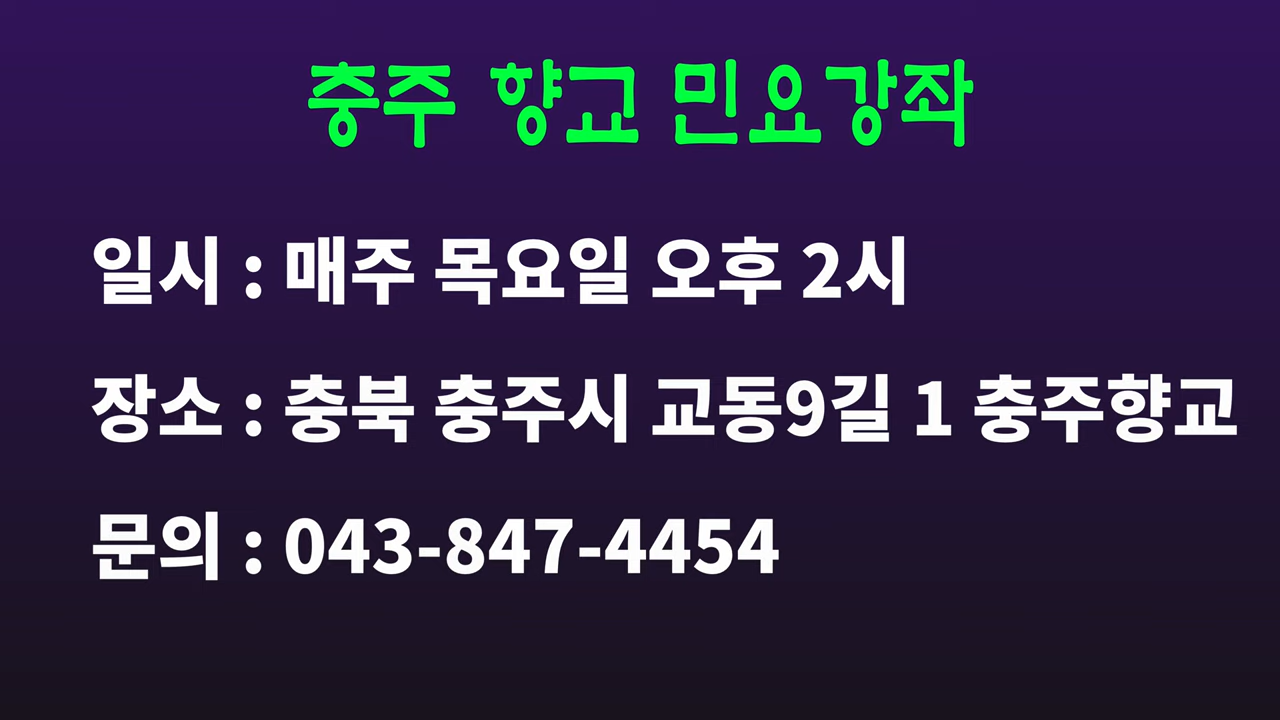 충주 향교 민요강좌
일시 : 매주 목요일 오후 2시
장소 : 충북 충주시 교동9길 1 충주향교
문의 : 043-847-4454